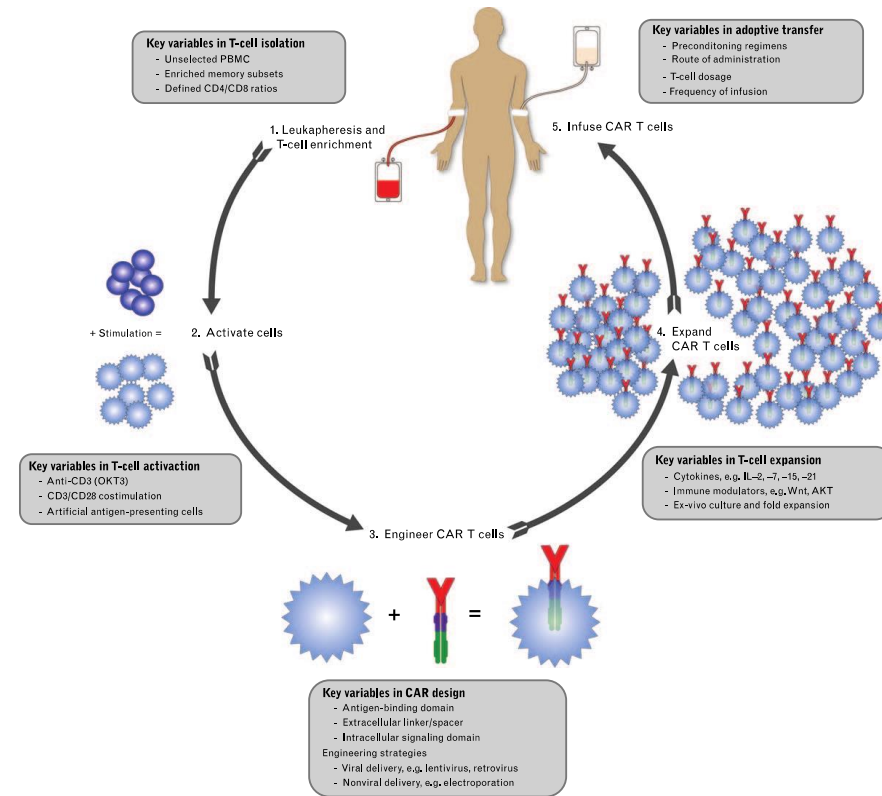 Key variables in T-cell isolation
- Unselected PBMC
- Enriched memory subsets
- Defined CD4/CD8 ratios
Key variables in adoptive transfer
- Preconditoning regimens
- Route of administration
- T-cell dosage
- Frequency of infusion
1. Leukapheresis and
T-cell enrichment
5. Infuse CAR T cells
+ Stimulation =
2. Activate cells
4. Expand
CAR T cells
Key variables in T-cell activaction
- Anti-CD3 (OKT3)
- CD3/CD28 costimulation
- Artificial antigen-presenting cells
Key variables in T-cell expansion
- Cytokines, e.g. IL–2, –7, –15, –21
- Immune modulators, e.g. Wnt, AKT
- Ex-vivo culture and fold expansion
3. Engineer CAR T cells
+ =
Key variables in CAR design
- Antigen-binding domain
- Extracellular linker/spacer
- Intracellular signaling domain
Engineering strategies
- Viral delivery, e.g. lentivirus, retrovirus
- Nonviral delivery, e.g. electroporation